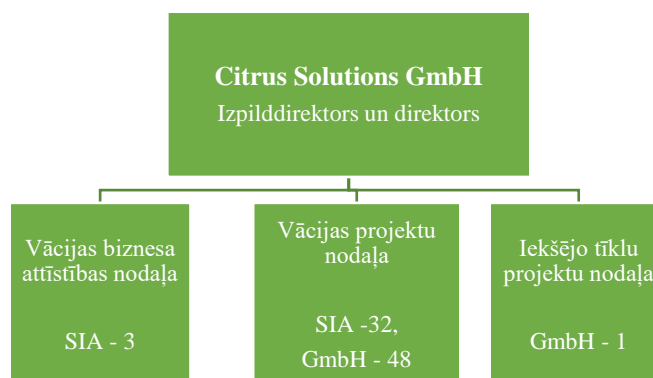 Citrus Solutions GmbH
Izpilddirektors un direktors
Vācijas biznesa
attīstības nodaļa
SIA - 3
Vācijas projektu
nodaļa
SIA -32,
GmbH - 48
Iekšējo tīklu
projektu nodaļa
GmbH - 1